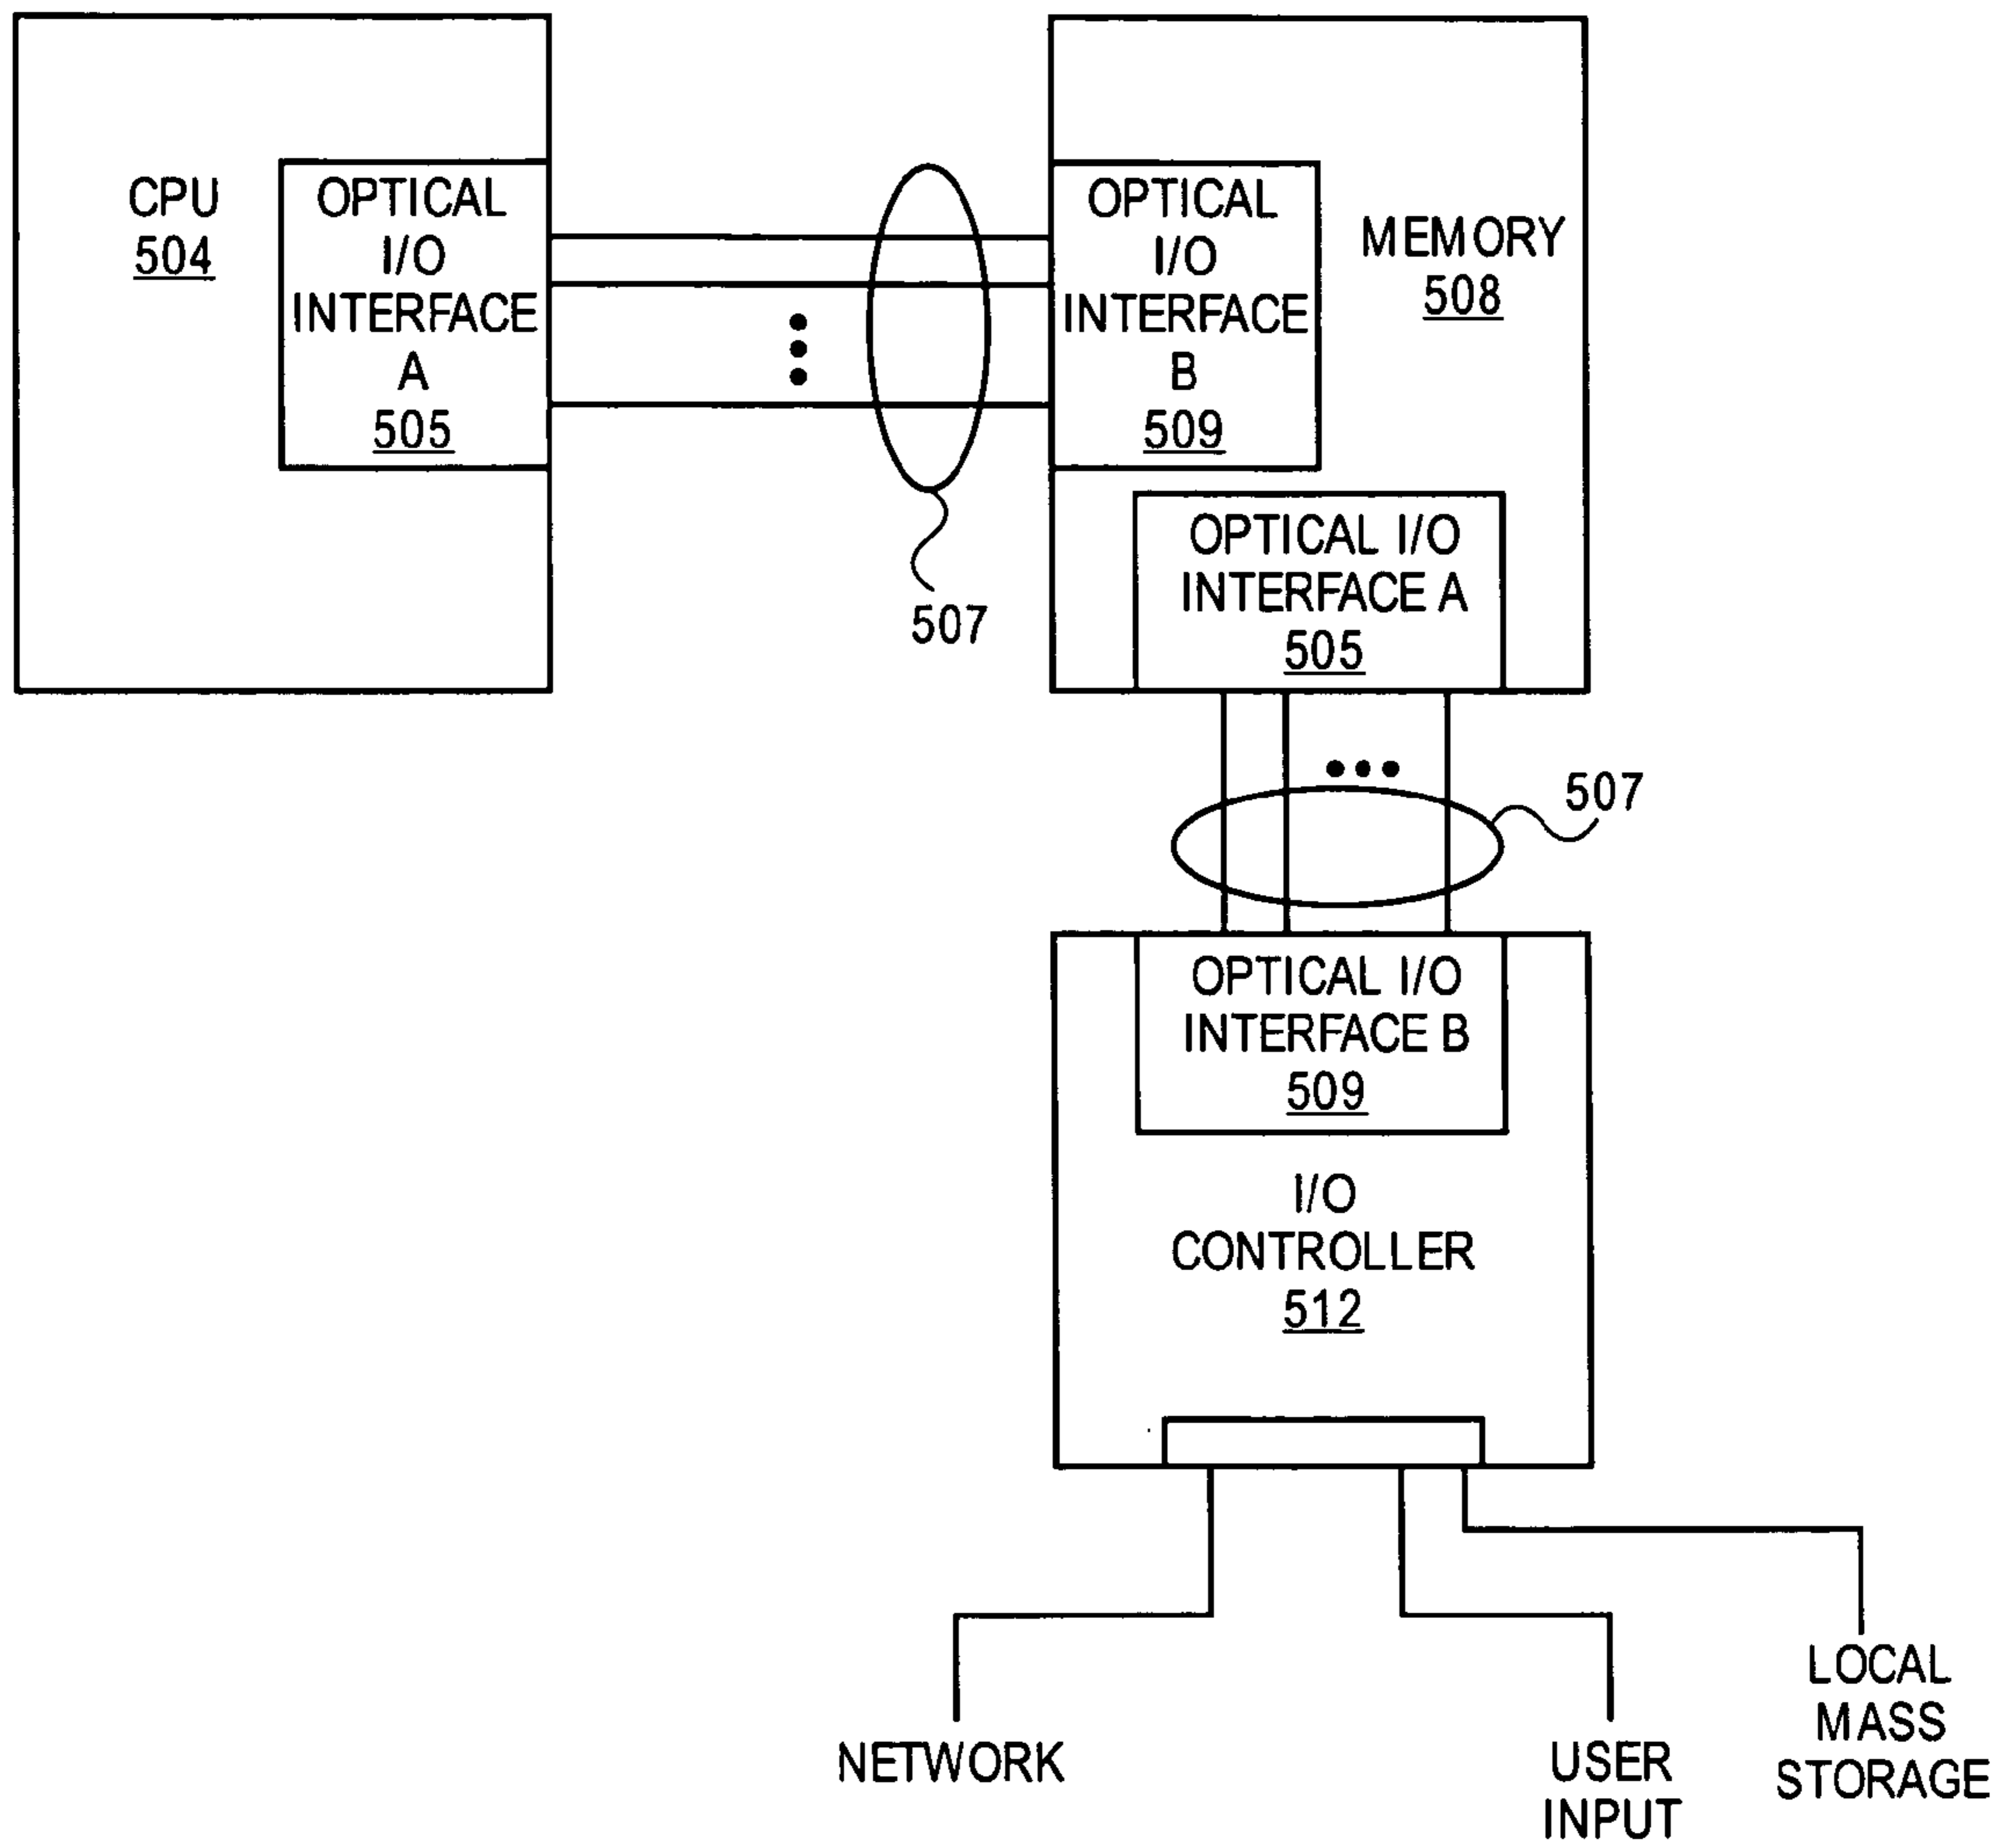 CPU
504
OPTICAL
I/O
INTERFACE
A
505
OPTICAL
I/O
INTERFACE
B
509
MEMORY
508
507
OPTICAL I/O
INTERFACE A
505
507
OPTICAL I/O
INTERFACE B
509
I/O
CONTROLLER
512
NETWORK
USER
INPUT
LOCAL
MASS
STORAGE